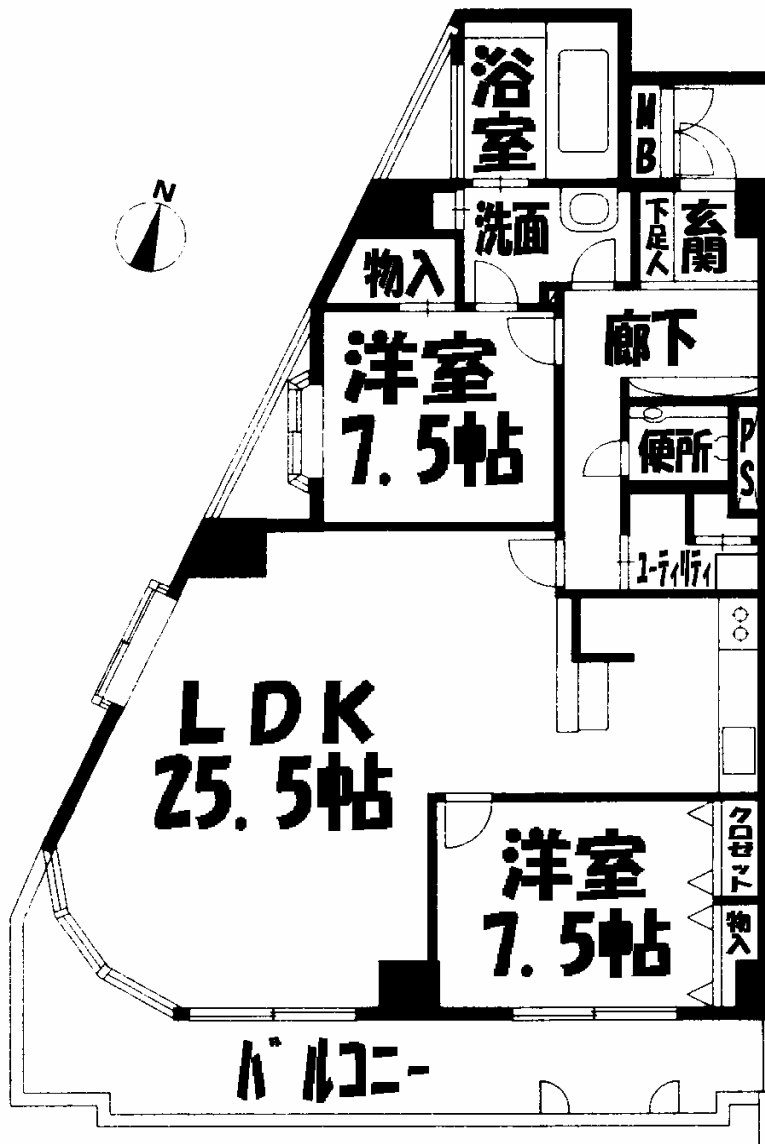 浴室
MB
N
洗面
下足入
玄関
物入
廊下
洋室
7.5帖
便所
PS
ユーティリティ
LDK
25.5帖
クロゼット
洋室
7.5帖
物入
バルコニー